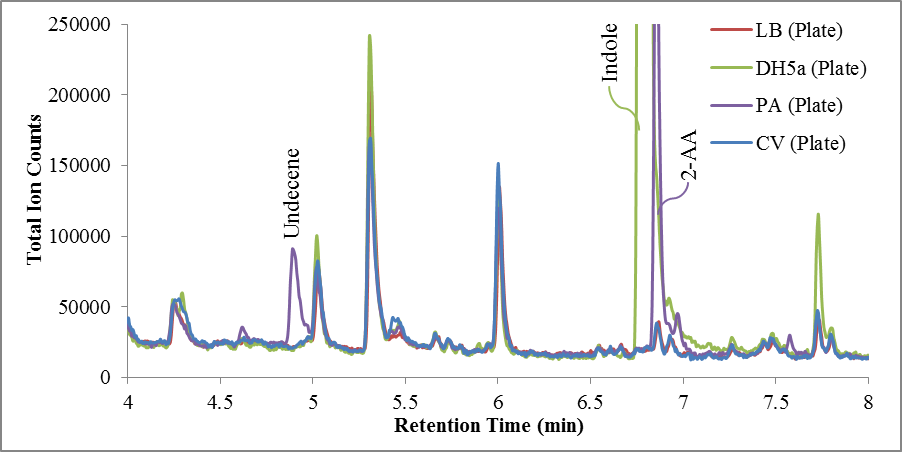 250000
200000
150000
100000
50000
0
4
4.5
5
5.5
6
6.5
7
7.5
8
Total Ion Counts
Retention Time (min)
Undecene
Indole
2-AA
LB (Plate)
DH5a (Plate)
PA (Plate)
CV (Plate)